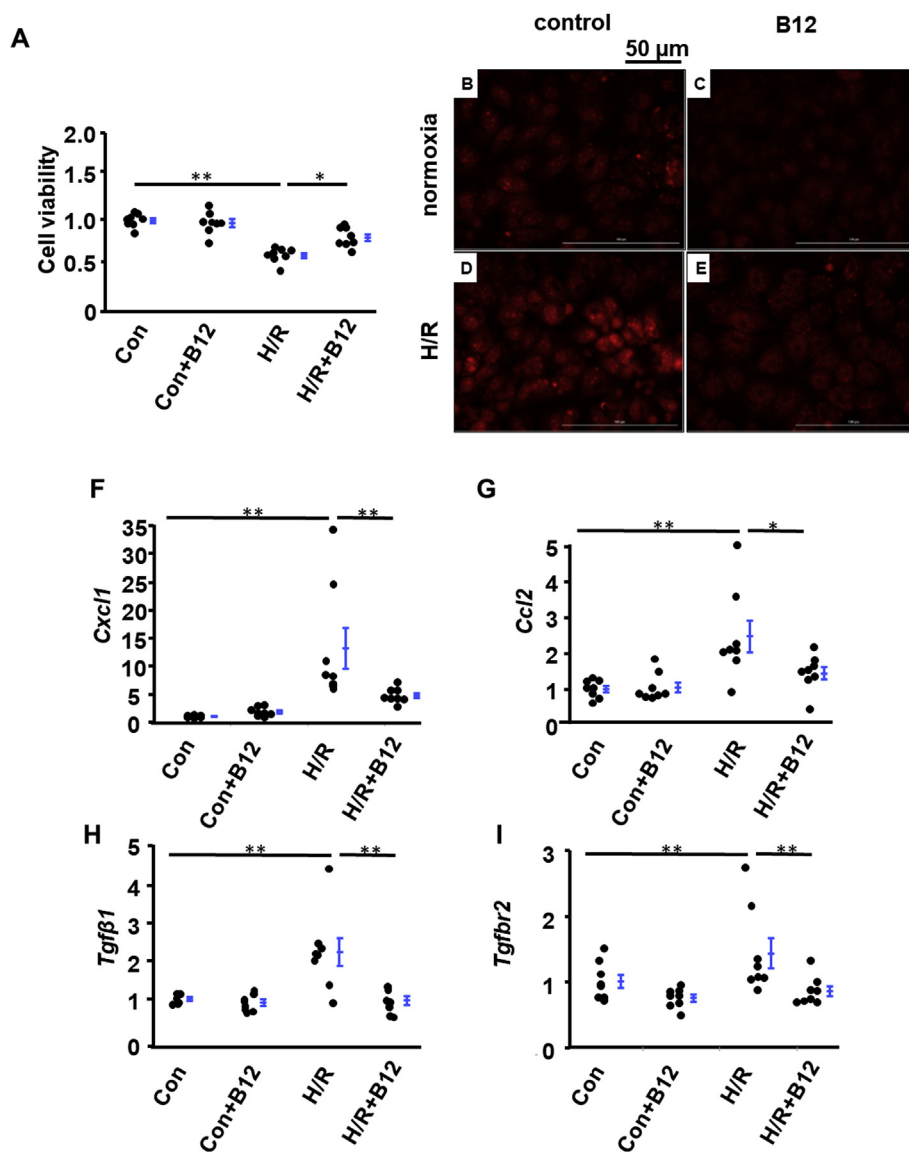 A
control
B12
50 µm
B
C
normoxia
D
E
H/R
Cell viability
2.0
1.5
1.0
0.5
0
**
*
Con
Con+B12
H/R
H/R+B12
F
**
**
Cxcl1
35
30
25
20
15
10
5
0
Con
Con+B12
H/R
H/R+B12
G
**
*
Ccl2
5
4
3
2
1
0
Con
Con+B12
H/R
H/R+B12
H
**
**
Tgfβ1
5
4
3
2
1
0
Con
Con+B12
H/R
H/R+B12
I
**
**
Tgfbr2
3
2
1
0
Con
Con+B12
H/R
H/R+B12